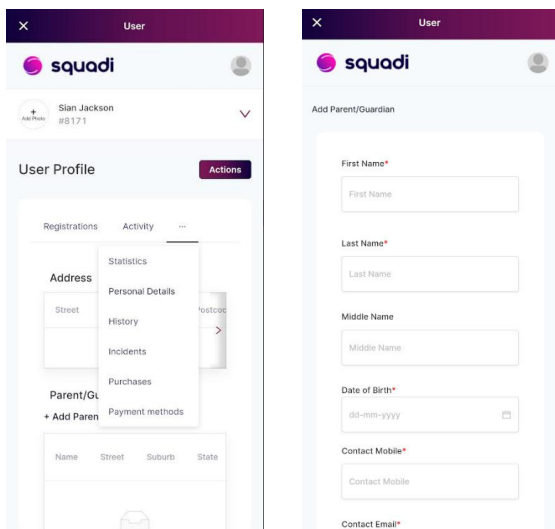 User
squadi
+
Add Photo
Sian Jackson
#8171
User Profile
Actions
Registrations
Activity
...
Statistics
Personal Details
History
Incidents
Purchases
Payment methods
Address
Street
Postcod
Parent/Gu
+ Add Paren
Name
Street
Suburb
State
User
squadi
Add Parent/Guardian
First Name*
First Name
Last Name*
Last Name
Middle Name
Middle Name
Date of Birth*
dd-mm-yyyy
Contact Mobile*
Contact Mobile
Contact Email*